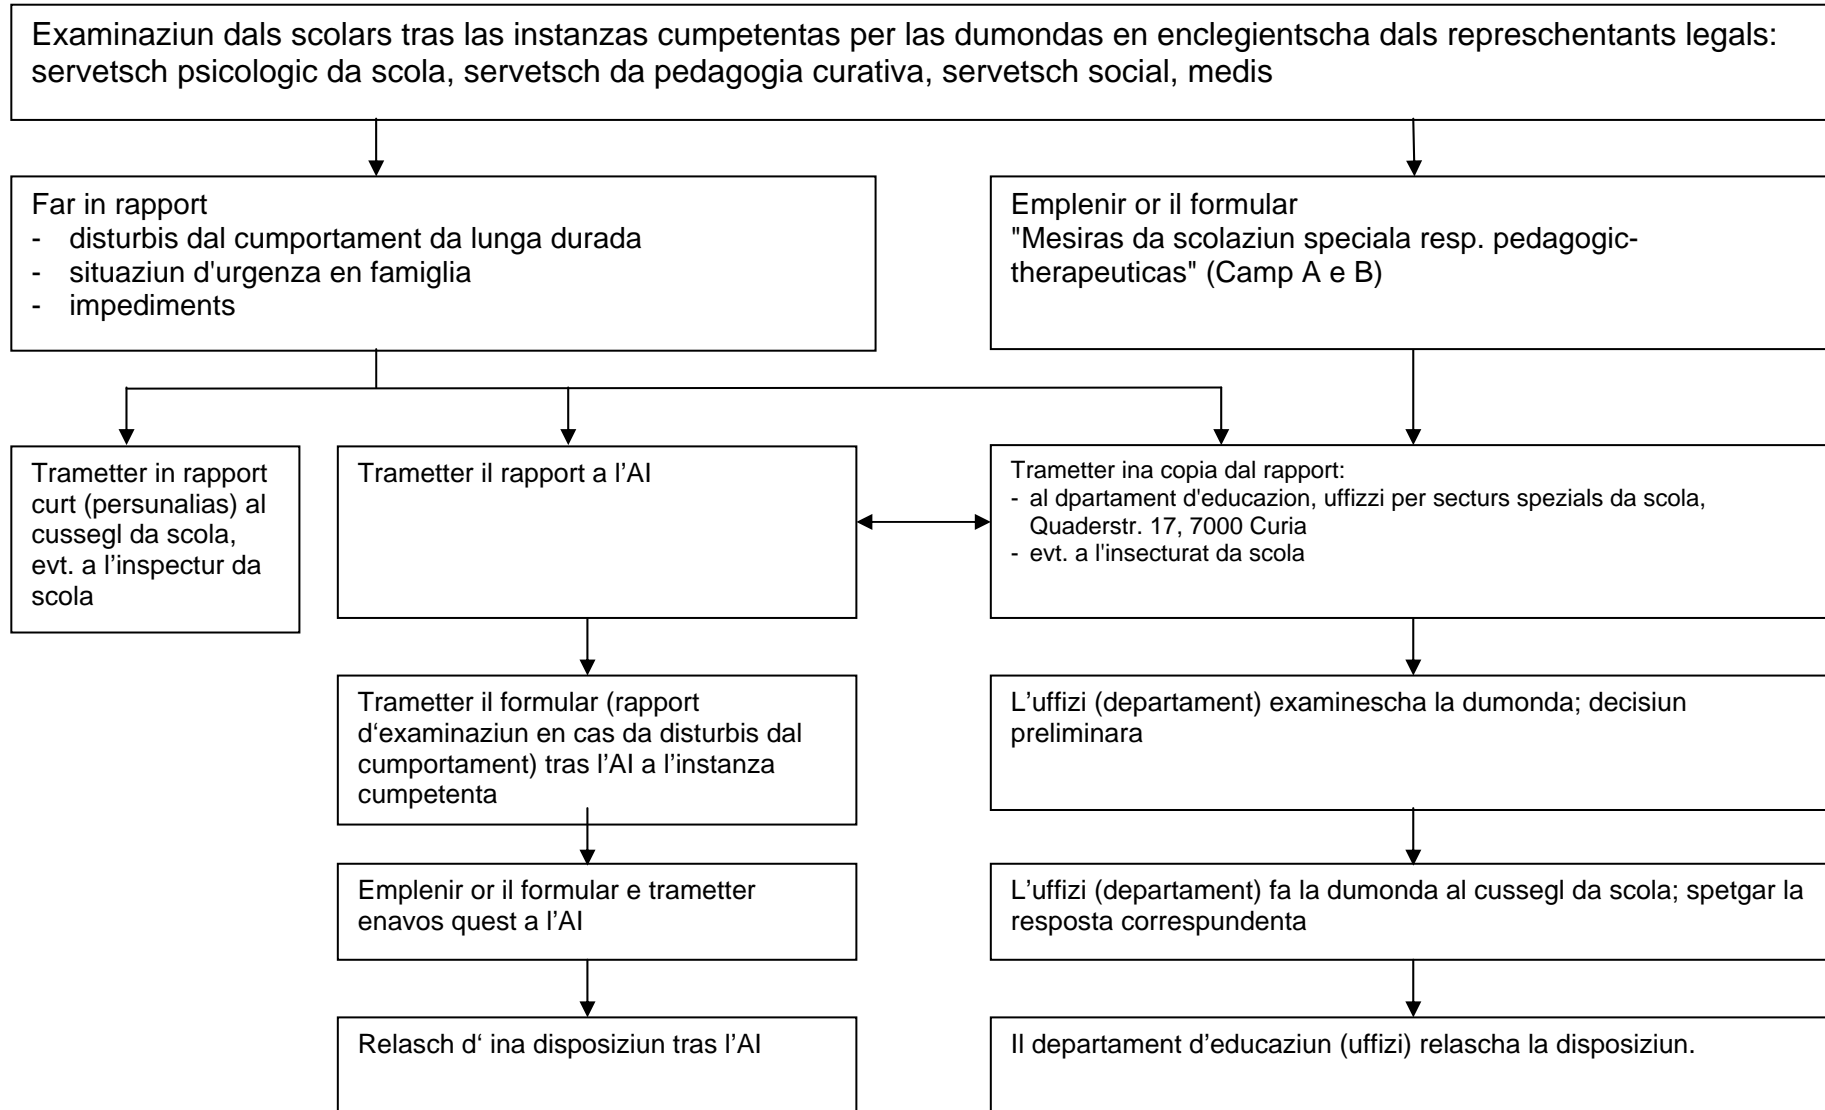 Examinaziun dals scolars tras las instanzas cumpetentas per las dumondas en enclegientscha dals represchentants legals:
servetsch psicologic da scola, servetsch da pedagogia curativa, servetsch social, medis
Far in rapport
- disturbis dal cumportament da lunga durada
- situaziun d'urgenza en famiglia
- impediments
Emplenir or il formular
"Mesiras da scolaziun speciala resp. pedagogic-
therapeuticas" (Camp A e B)
Trametter in rapport
curt (persunalias) al
cussegl da scola,
evt. a l’inspectur da
scola
Trametter il rapport a l’AI
Trametter ina copia dal rapport:
- al dpartament d'educazion, uffizzi per secturs spezials da scola,
Quaderstr. 17, 7000 Curia
- evt. a l'insecturat da scola
Trametter il formular (rapport
d‘examinaziun en cas da disturbis dal
cumportament) tras l’AI a l’instanza
cumpetenta
L’uffizi (departament) examinescha la dumonda; decisiun
preliminara
Emplenir or il formular e trametter
enavos quest a l’AI
L’uffizi (departament) fa la dumonda al cussegl da scola; spetgar la
resposta correspundenta
Relasch d‘ ina disposiziun tras l’AI
Il departament d’educaziun (uffizi) relascha la disposiziun.